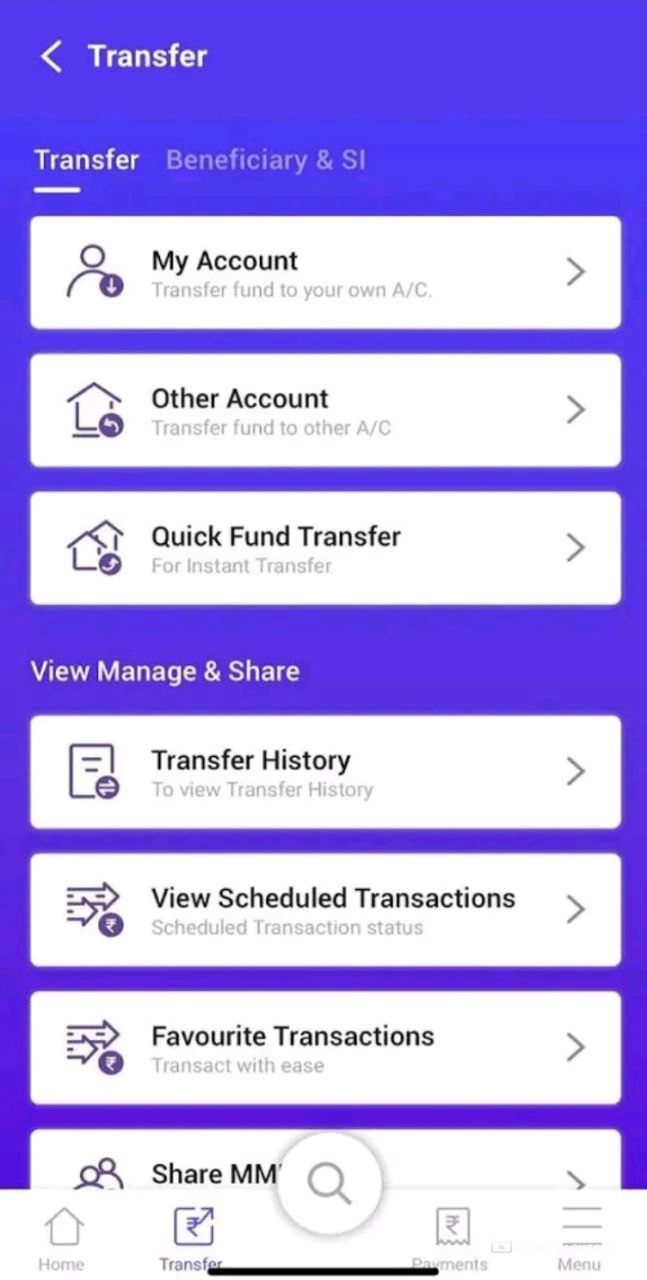 Transfer
Transfer Beneficiary & SI
My Account
Transfer fund to your own A/C.
Other Account
Transfer fund to other A/C
Quick Fund Transfer
For Instant Transfer
View Manage & Share
Transfer History
To view Transfer History
View Scheduled Transactions
Scheduled Transaction status
Favourite Transactions
Transact with ease
Share
Home Transfer Payments Menu